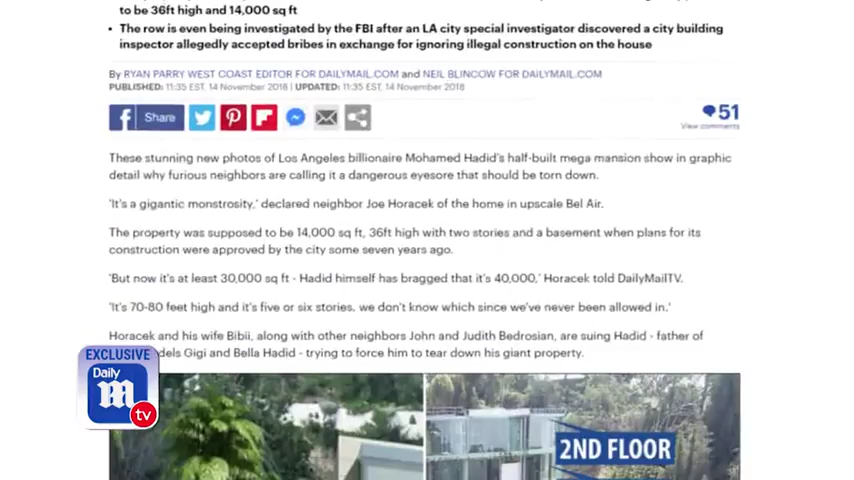 to be 36ft high and 14,000 sq ft
• The row is even being investigated by the FBI after an LA city special investigator discovered a city building
inspector allegedly accepted bribes in exchange for ignoring illegal construction on the house
By RYAN PARRY WEST COAST EDITOR FOR DAILYMAIL.COM and NEIL BLINCOW FOR DAILYMAIL.COM
PUBLISHED: 11:35 EST, 14 November 2018 | UPDATED: 11:35 EST, 14 November 2018
f Share
51
View comments
These stunning new photos of Los Angeles billionaire Mohamed Hadid's half-built mega mansion show in graphic
detail why furious neighbors are calling it a dangerous eyesore that should be torn down.
'It's a gigantic monstrosity,' declared neighbor Joe Horacek of the home in upscale Bel Air.
The property was supposed to be 14,000 sq ft, 36ft high with two stories and a basement when plans for its
construction were approved by the city some seven years ago.
'But now it's at least 30,000 sq ft - Hadid himself has bragged that it's 40,000,' Horacek told DailyMailTV.
'It's 70-80 feet high and it's five or six stories, we don't know which since we've never been allowed in.'
Horacek and his wife Bibii, along with other neighbors John and Judith Bedrosian, are suing Hadid - father of
dels Gigi and Bella Hadid - trying to force him to tear down his giant property.
EXCLUSIVE
Daily
M
tv
2ND FLOOR